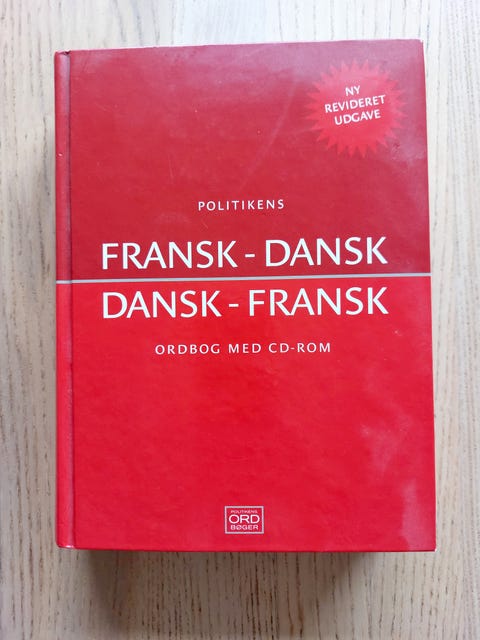 NY
REVIDERET
UDGAVE
POLITIKENS
FRANSK - DANSK
DANSK - FRANSK
ORDBOG MED CD-ROM
POLITIKENS
ORD
BØGER